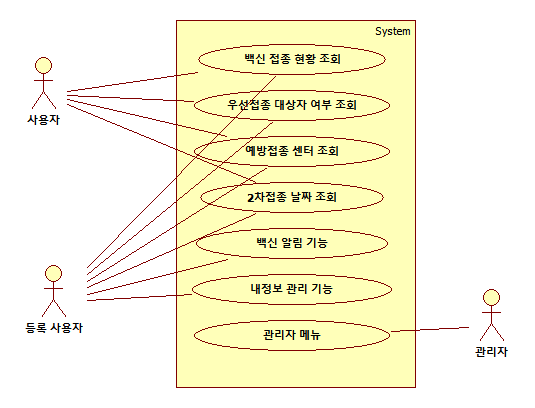 System
백신 접종 현황 조회
우선접종 대상자 여부 조회
사용자
예방접종 센터 조회
2차접종 날짜 조회
백신 알림 기능
내정보 관리 기능
등록 사용자
관리자 메뉴
관리자